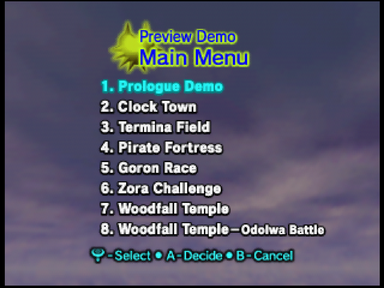 Preview Demo
Main Menu
1. Prologue Demo
2. Clock Town
3. Termina Field
4. Pirate Fortress
5. Goron Race
6. Zora Challenge
7. Woodfall Temple
8. Woodfall Temple–Odolwa Battle
-Select • A-Decide • B-Cancel